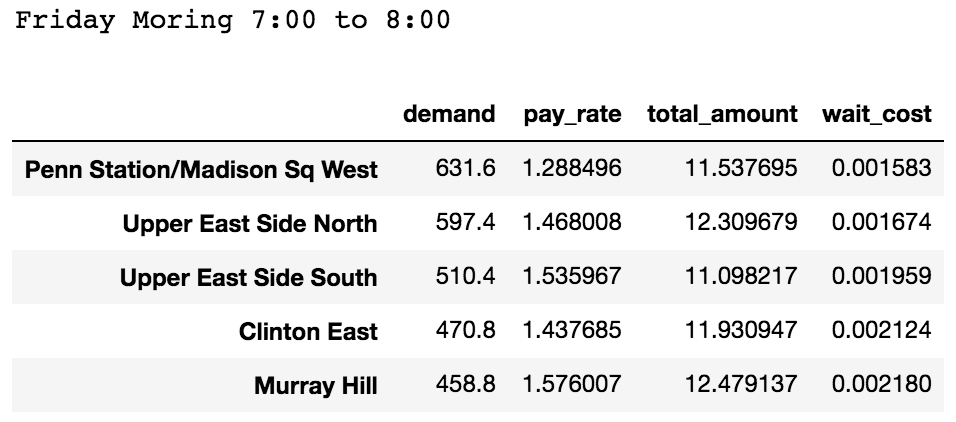 Friday Moring 7:00 to 8:00
demand pay_rate total_amount wait_cost
Penn Station/Madison Sq West 631.6 1.288496 11.537695 0.001583
Upper East Side North 597.4 1.468008 12.309679 0.001674
Upper East Side South 510.4 1.535967 11.098217 0.001959
Clinton East 470.8 1.437685 11.930947 0.002124
Murray Hill 458.8 1.576007 12.479137 0.002180